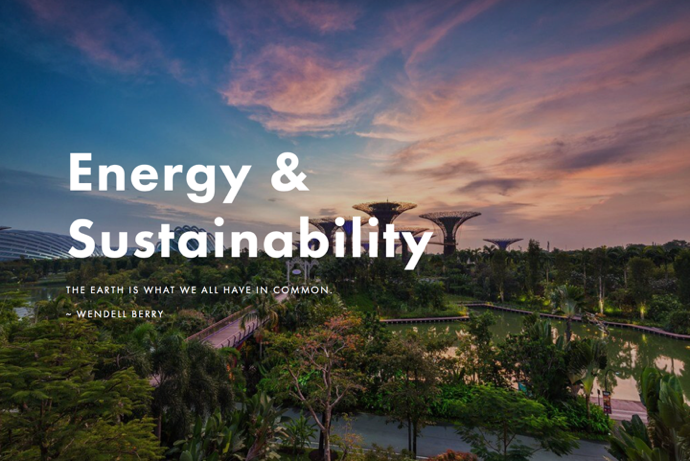 Energy &
Sustainability
THE EARTH IS WHAT WE ALL HAVE IN COMMON.
~ WENDELL BERRY